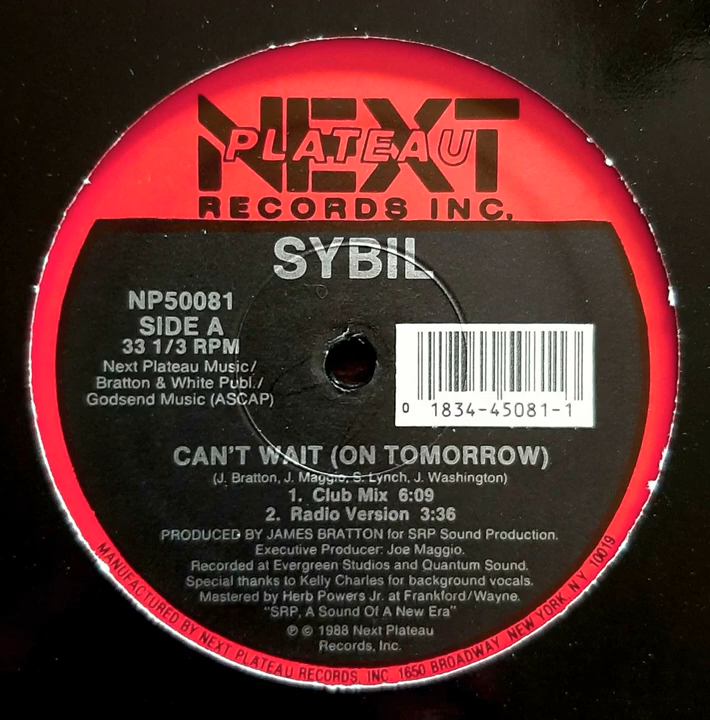 NEXT
PLATEAU
RECORDS INC.
SYBIL
NP50081
SIDE A
33 1/3 RPM
Next Plateau Music/
Bratton & White Publ./
Godsend Music (ASCAP)
0 1834-45081-1
CAN'T WAIT (ON TOMORROW)
(J. Bratton, J. Maggio, S. Lynch, J. Washington)
1. Club Mix 6:09
2. Radio Version 3:36
PRODUCED BY JAMES BRATTON for SRP Sound Production.
Executive Producer: Joe Maggio.
Recorded at Evergreen Studios and Quantum Sound.
Special thanks to Kelly Charles for background vocals.
Mastered by Herb Powers Jr. at Frankford/Wayne.
"SRP, A Sound Of A New Era"
℗ © 1988 Next Plateau
Records, Inc.
MANUFACTURED BY NEXT PLATEAU RECORDS, INC. 1650 BROADWAY, NEW YORK, N.Y. 10019